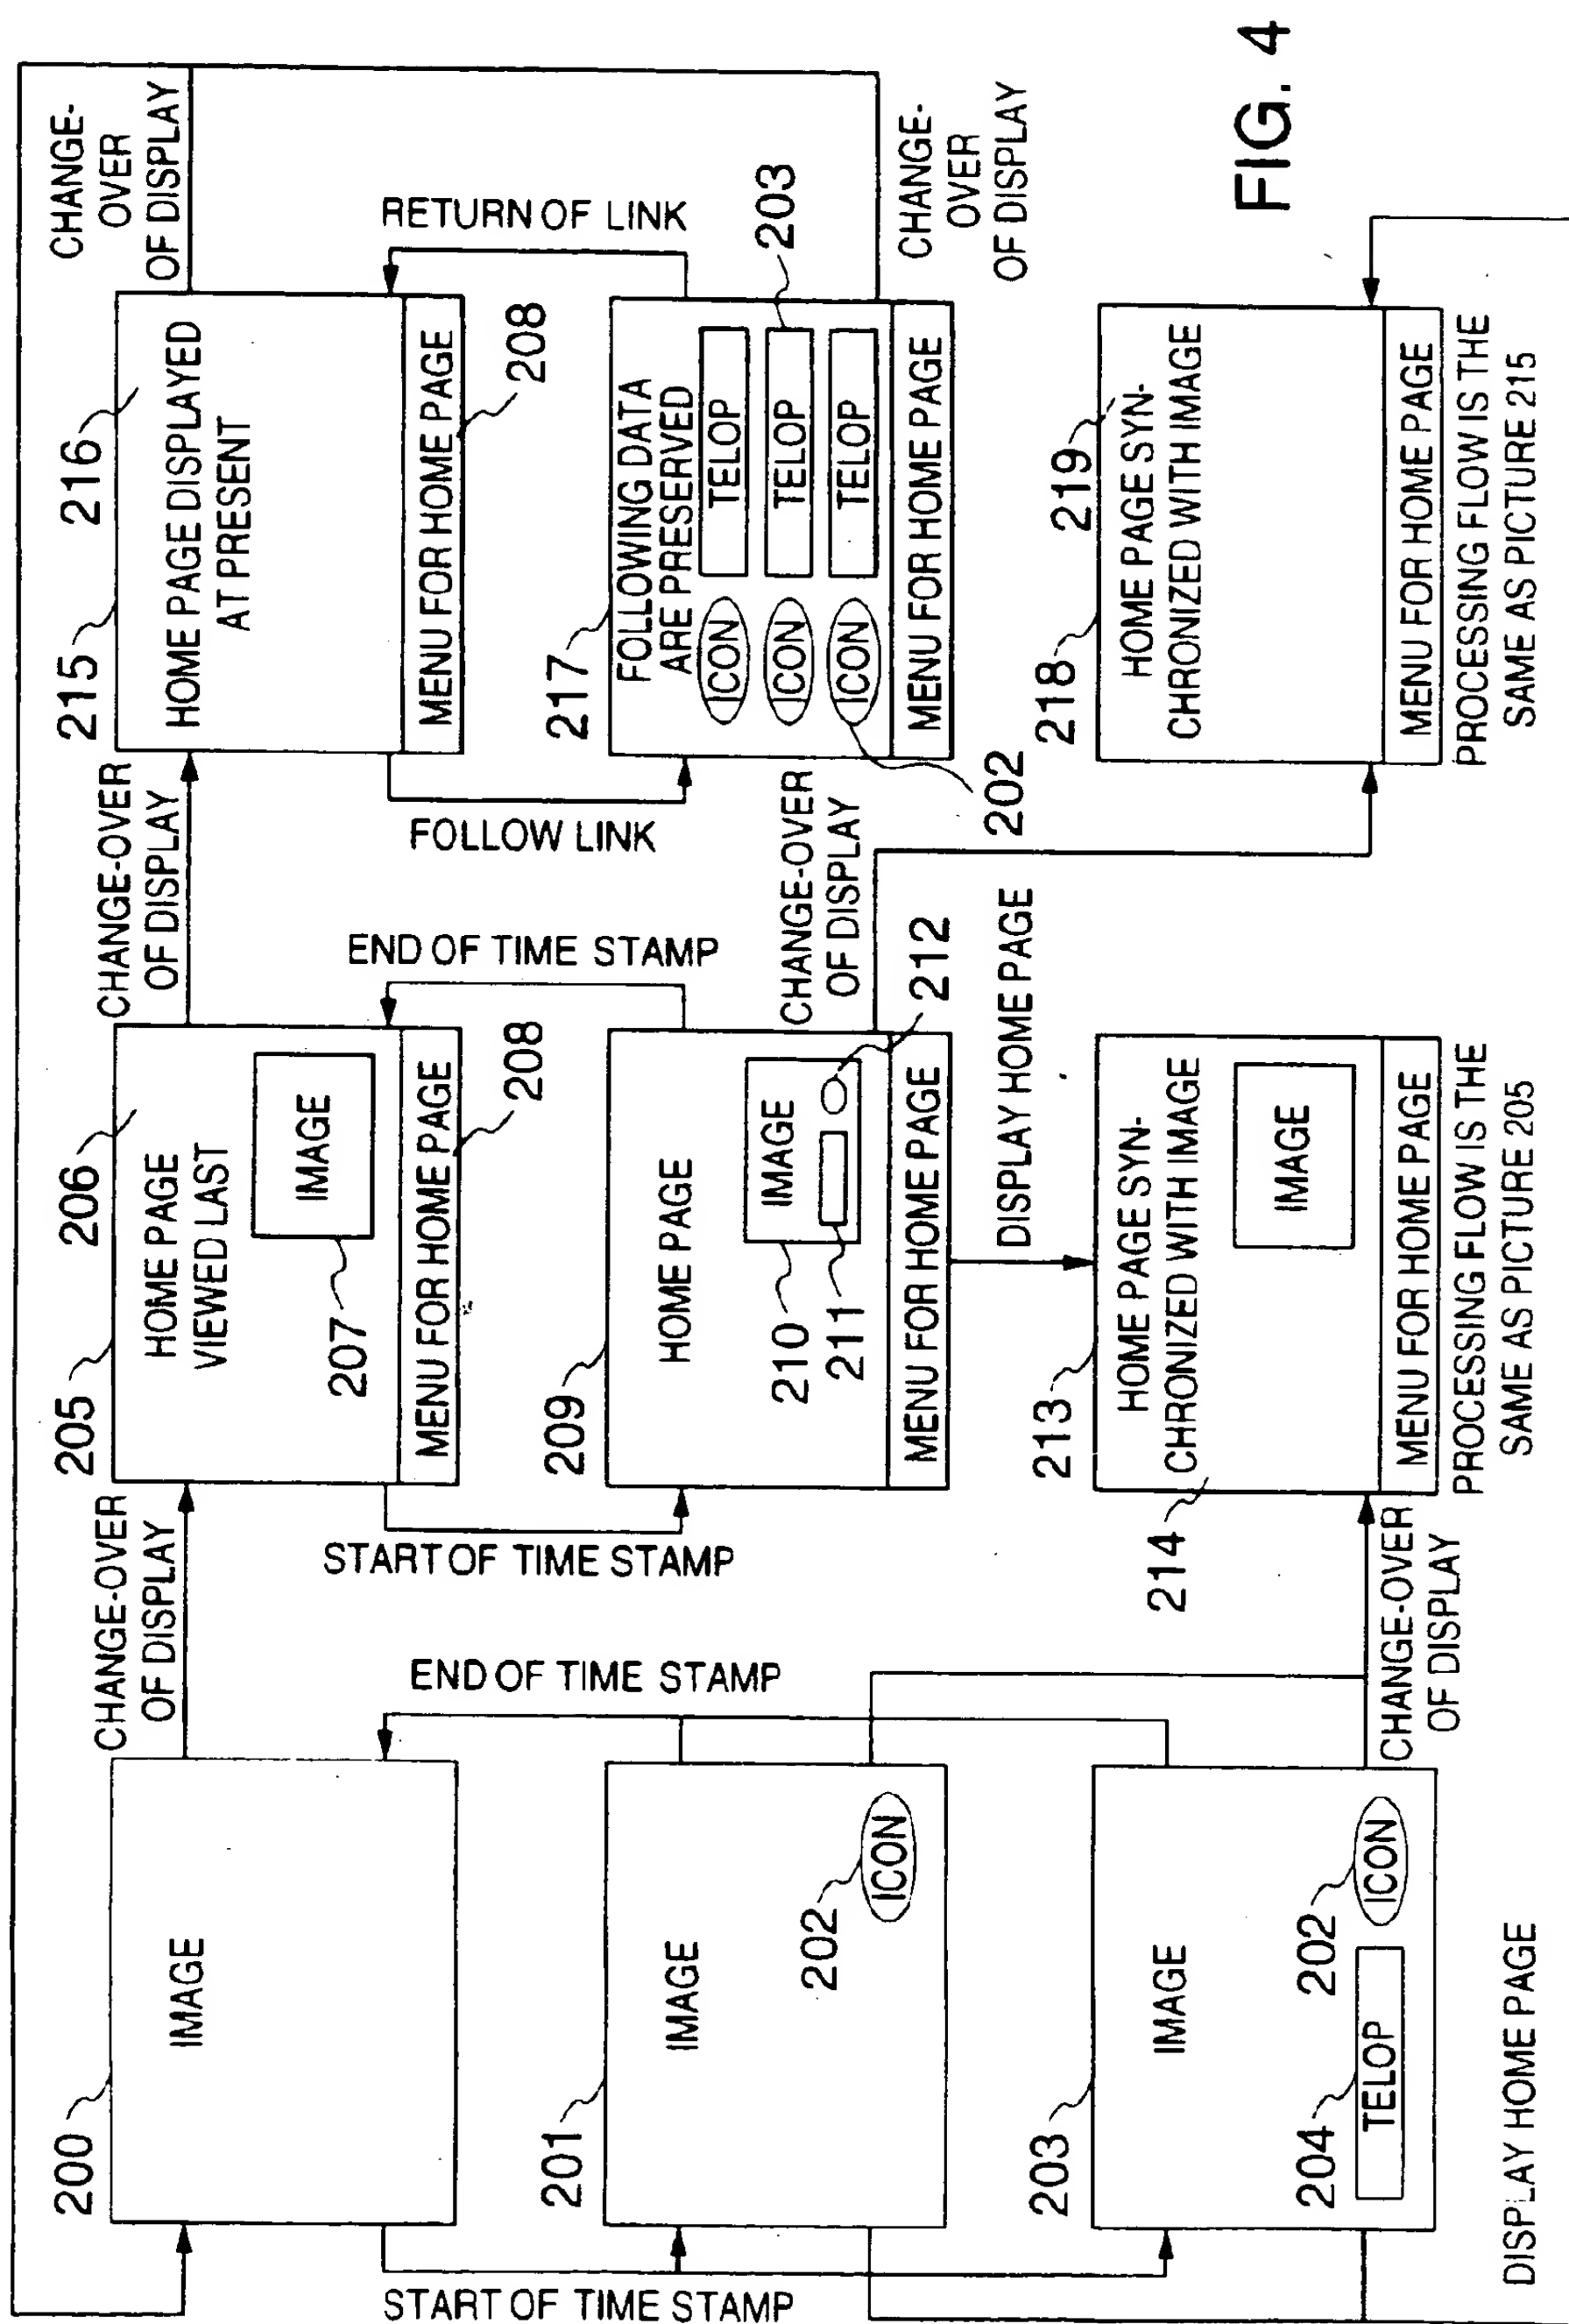 FIG. 4
200
IMAGE
CHANGE-OVER
OF DISPLAY
205
206
HOME PAGE
VIEWED LAST
IMAGE
207
MENU FOR HOME PAGE
208
CHANGE-OVER
OF DISPLAY
215
216
HOME PAGE DISPLAYED
AT PRESENT
MENU FOR HOME PAGE
208
CHANGE-
OVER
OF DISPLAY
START OF TIME STAMP
END OF TIME STAMP
START OF TIME STAMP
END OF TIME STAMP
FOLLOW LINK
RETURN OF LINK
201
IMAGE
202
ICON
209
HOME PAGE
210
IMAGE
211
212
MENU FOR HOME PAGE
CHANGE-OVER
OF DISPLAY
217
FOLLOWING DATA
ARE PRESERVED
ICON
TELOP
203
ICON
TELOP
ICON
TELOP
202
MENU FOR HOME PAGE
CHANGE-
OVER
OF DISPLAY
DISPLAY HOME PAGE
203
IMAGE
204
TELOP
202
ICON
CHANGE-OVER
OF DISPLAY
213
214
HOME PAGE SYN-
CHRONIZED WITH IMAGE
IMAGE
MENU FOR HOME PAGE
PROCESSING FLOW IS THE
SAME AS PICTURE 205
218
219
HOME PAGE SYN-
CHRONIZED WITH IMAGE
MENU FOR HOME PAGE
PROCESSING FLOW IS THE
SAME AS PICTURE 215
DISPLAY HOME PAGE